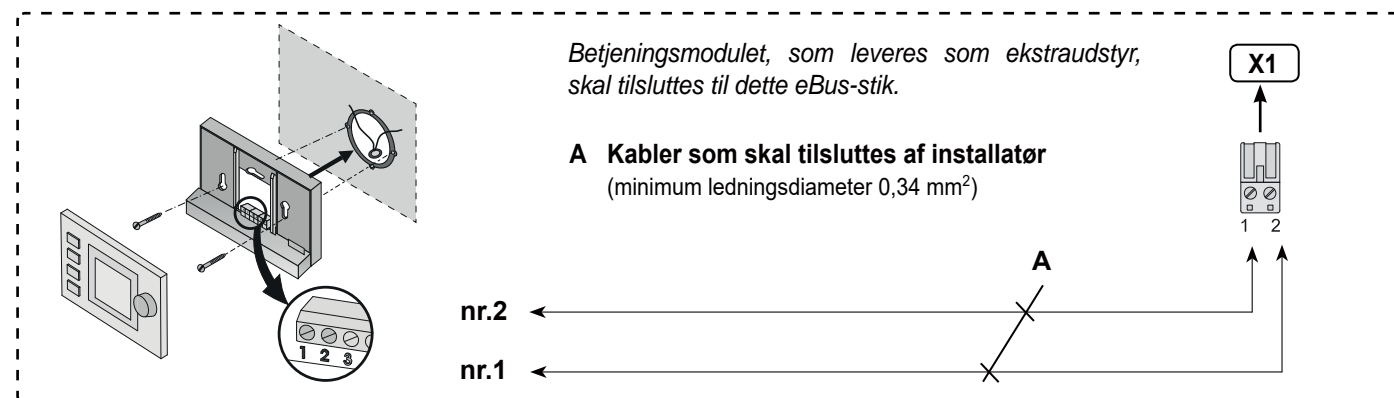 Betjeningsmodulet, som leveres som ekstraudstyr,
skal tilsluttes til dette eBus-stik.
X1
A Kabler som skal tilsluttes af installatør
(minimum ledningsdiameter 0,34 mm²)
1 2
A
nr.2
1 2 3
nr.1